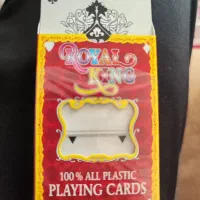 ROYAL
KING
100% ALL PLASTIC
PLAYING CARDS